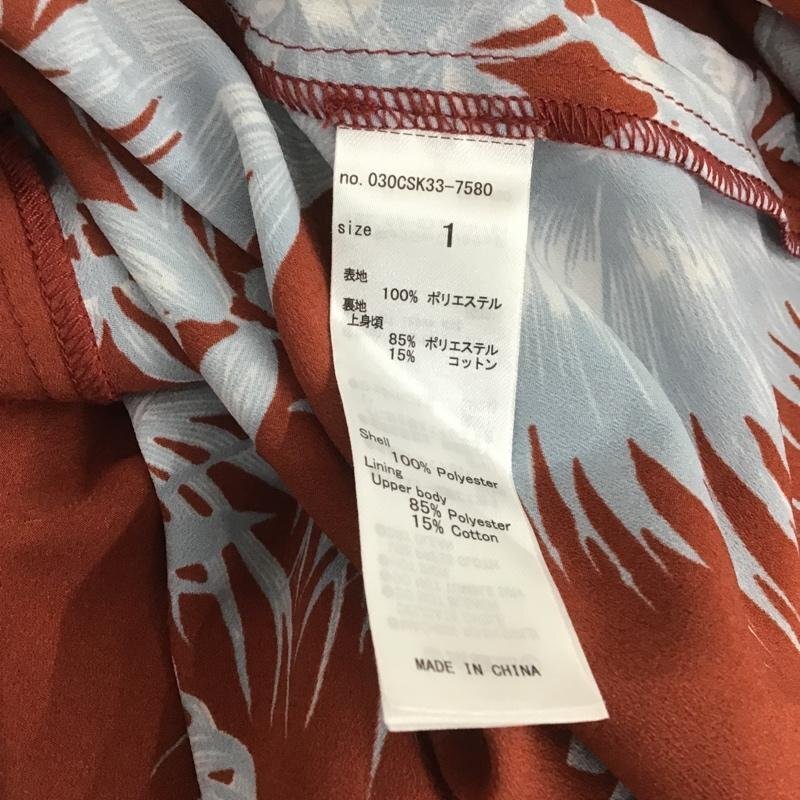 no. 030CSK33-7580
size 1
表地
100% ポリエステル
裏地
上身頃
85% ポリエステル
15% コットン
Shell
100% Polyester
Lining
Upper body
85% Polyester
15% Cotton
MADE IN CHINA